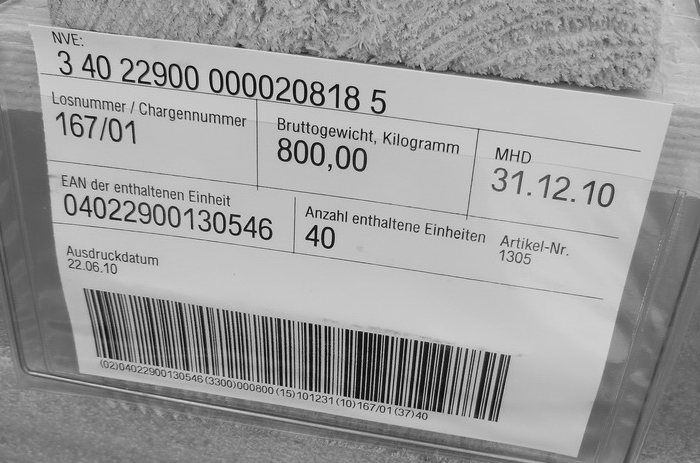 NVE:
3 40 22900 000020818 5
Losnummer / Chargennummer
167/01
Bruttogewicht, Kilogramm
800,00
MHD
31.12.10
EAN der enthaltenen Einheit
04022900130546
Anzahl enthaltene Einheiten
40
Artikel-Nr.
1305
Ausdruckdatum
22.06.10
(02)04022900130546(3300)000800(15)101231(10)167/01(37)40